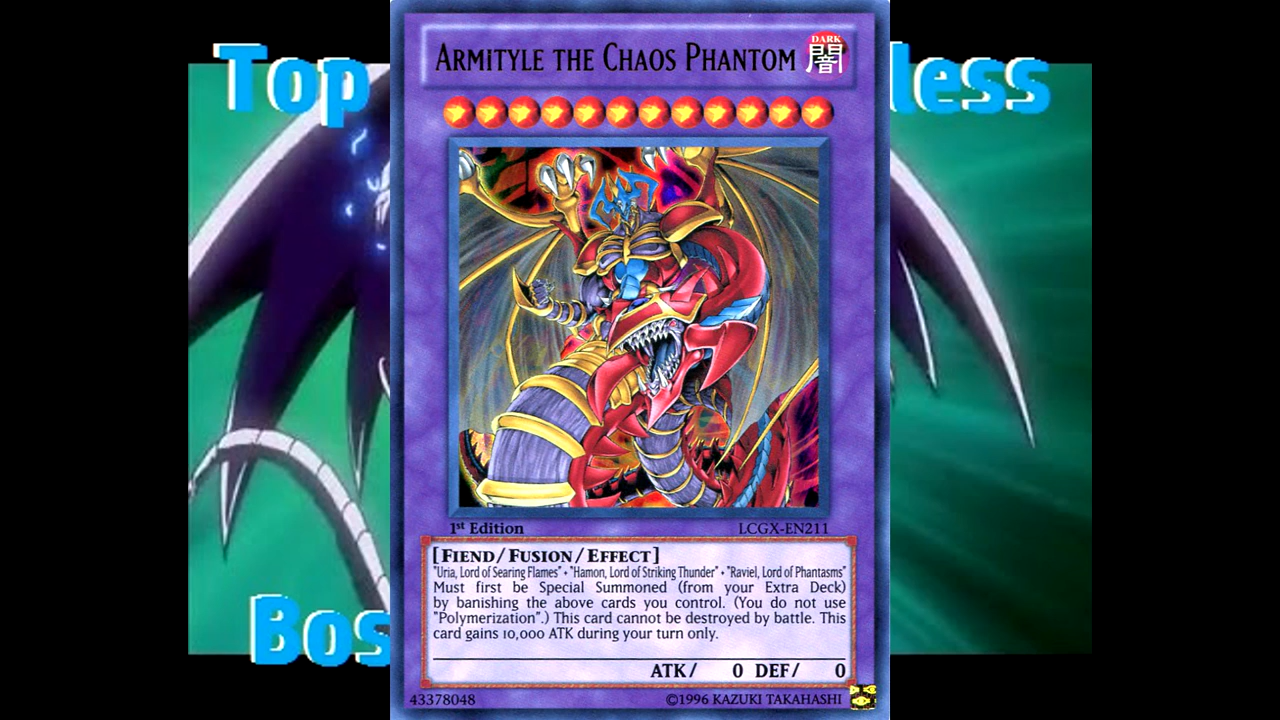 Top
less
ARMITYLE THE CHAOS PHANTOM
DARK
闇
1st Edition
LCGX-EN211
[FIEND/FUSION/EFFECT]
"Uria, Lord of Searing Flames" + "Hamon, Lord of Striking Thunder" + "Raviel, Lord of Phantasms"
Must first be Special Summoned (from your Extra Deck)
by banishing the above cards you control. (You do not use
"Polymerization".) This card cannot be destroyed by battle. This
card gains 10,000 ATK during your turn only.
Bos
ATK/ 0 DEF/ 0
43378048
©1996 KAZUKI TAKAHASHI